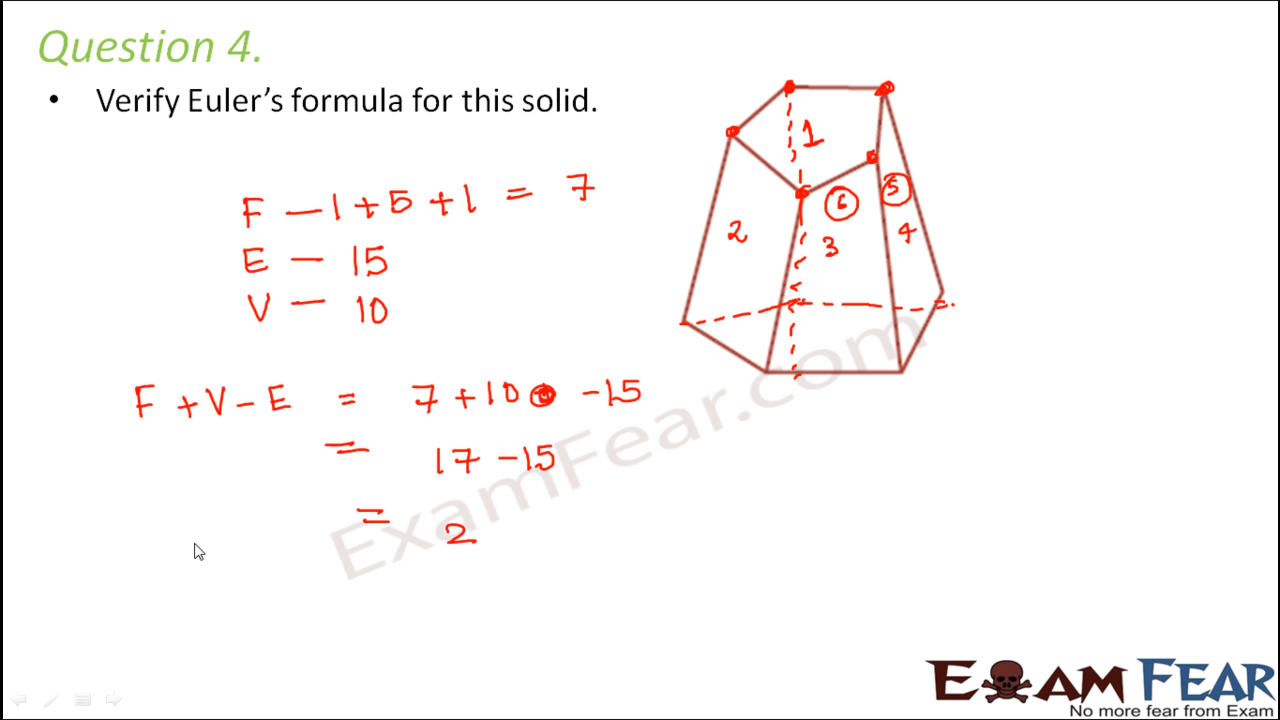 Question 4.
• Verify Euler's formula for this solid.
F – 1 + 5 + 1 = 7
E – 15
V – 10
F + V – E = 7 + 10 – 15
= 17 – 15
= 2
1
2
3
4
5
6
ExamFear.com
EXAM FEAR
No more fear from Exam